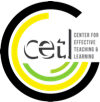 cetl
CENTER FOR
EFFECTIVE
TEACHING &
LEARNING